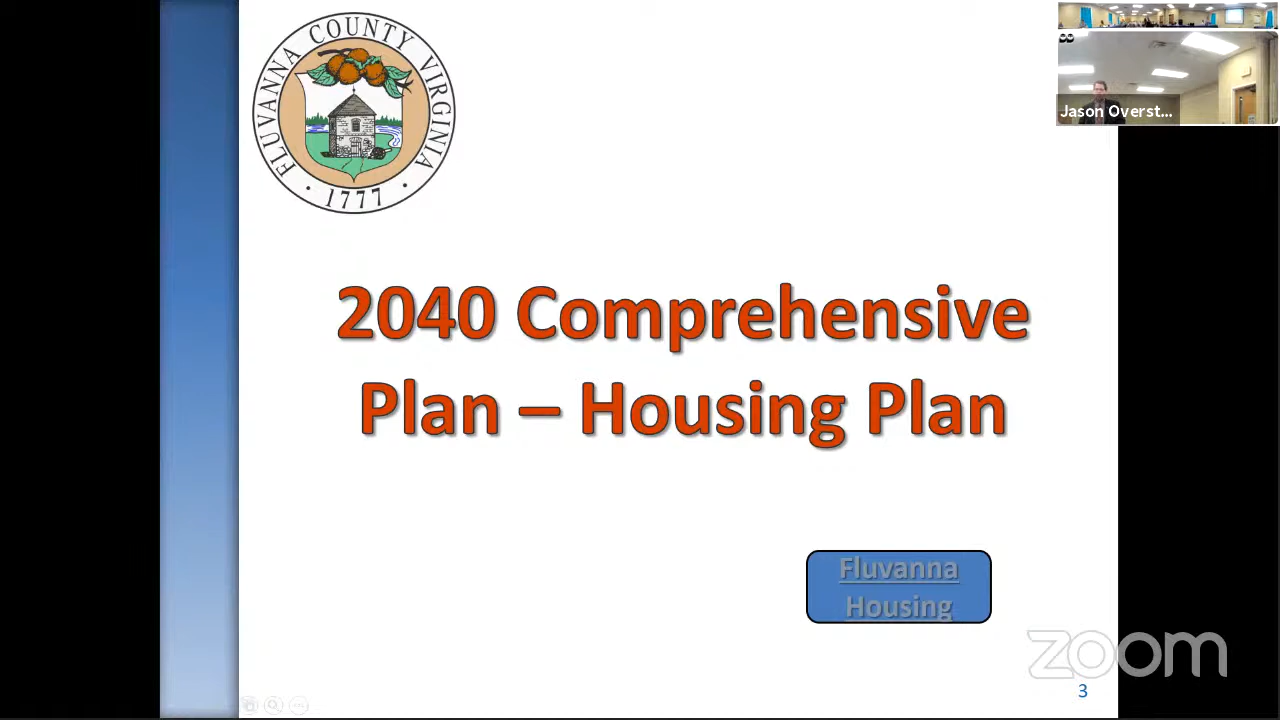 FLUVANNA COUNTY VIRGINIA
· 1777 ·
Jason Overst...
2040 Comprehensive
Plan – Housing Plan
Fluvanna
Housing
zoom
3